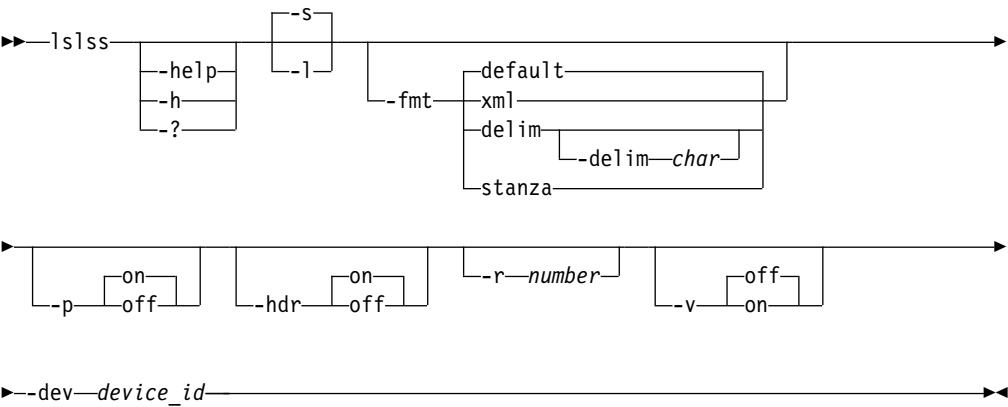 -s
lslss
-help
-l
default
-h
-fmt
xml
-?
delim
-delim char
stanza
on
on
off
-p off
-hdr off
-r number
-v on
-dev device_id